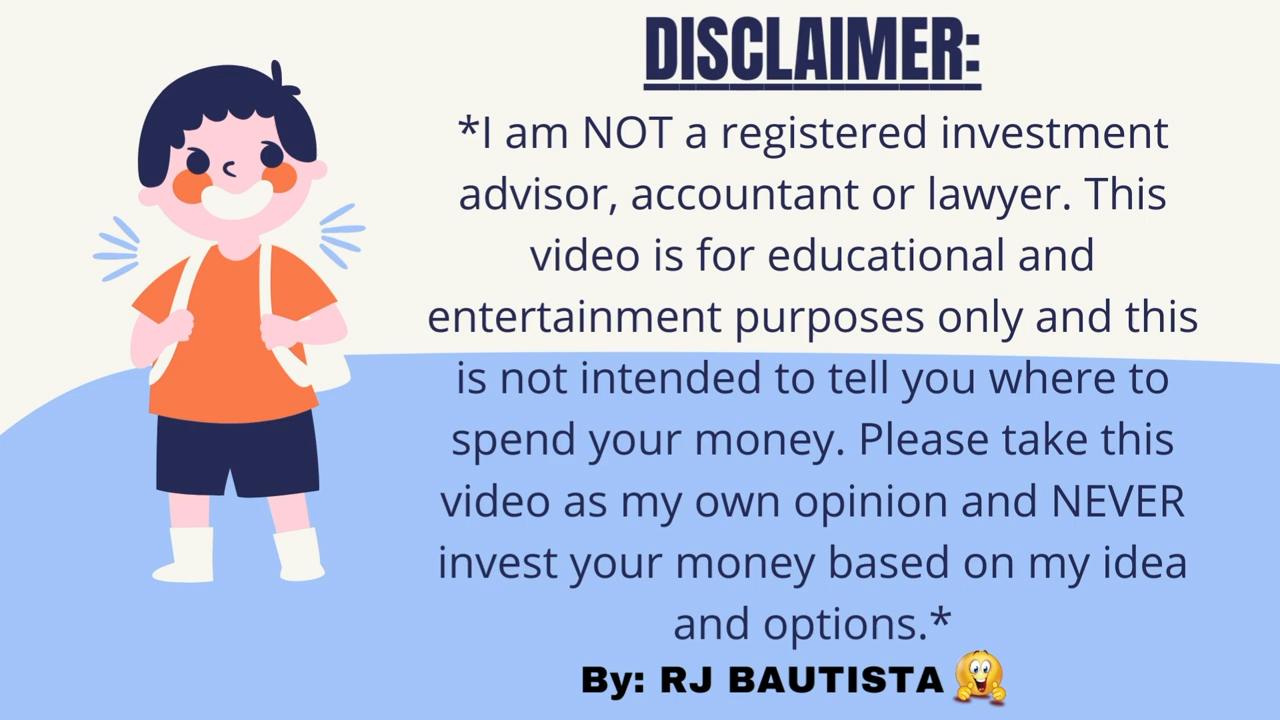 DISCLAIMER:
*I am NOT a registered investment
advisor, accountant or lawyer. This
video is for educational and
entertainment purposes only and this
is not intended to tell you where to
spend your money. Please take this
video as my own opinion and NEVER
invest your money based on my idea
and options.*
By: RJ BAUTISTA